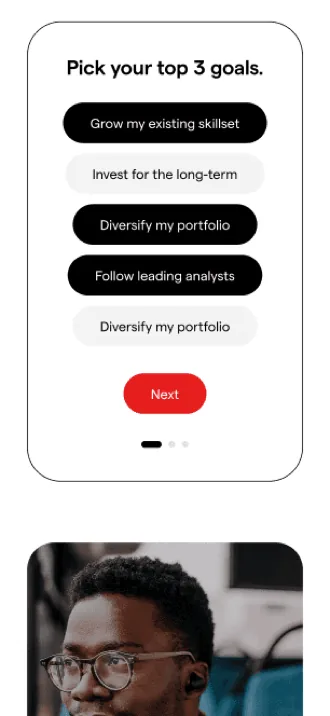 Pick your top 3 goals.
Grow my existing skillset
Invest for the long-term
Diversify my portfolio
Follow leading analysts
Diversify my portfolio
Next